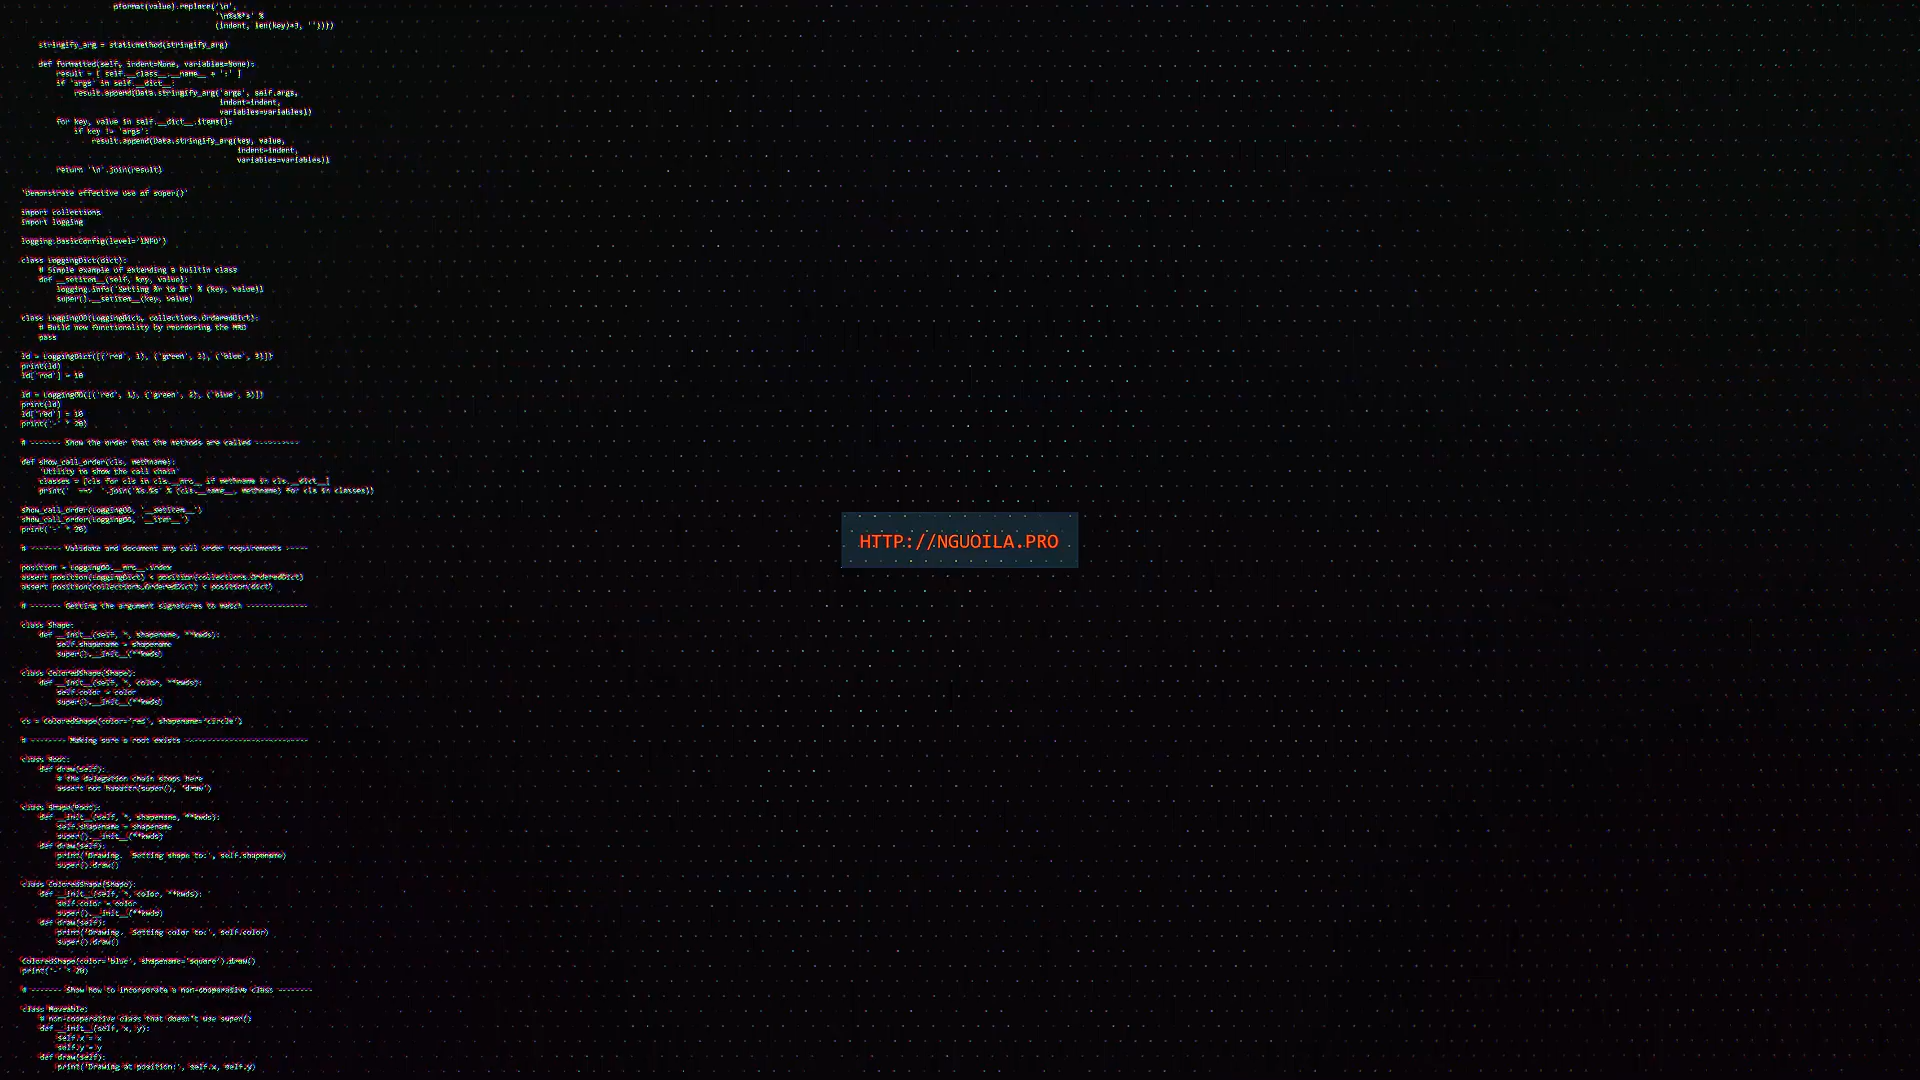 pformat(value).replace('\n',
'\n%s%*s' %
(indent, len(key)+3, ''))))
stringify_arg = staticmethod(stringify_arg)
def formatted(self, indent=None, variables=None):
result = [ self.__class__.__name__ + ':' ]
if 'args' in self.__dict__:
result.append(Data.stringify_arg('args', self.args,
indent=indent,
variables=variables))
for key, value in self.__dict__.items():
if key != 'args':
result.append(Data.stringify_arg(key, value,
indent=indent,
variables=variables))
return '\n'.join(result)
'Demonstrate effective use of super()'
import collections
import logging
logging.basicConfig(level='INFO')
class LoggingDict(dict):
# Simple example of extending a builtin class
def __setitem__(self, key, value):
logging.info('Setting %r to %r' % (key, value))
super().__setitem__(key, value)
class LoggingOD(LoggingDict, collections.OrderedDict):
# Build new functionality by reordering the MRO
pass
ld = LoggingDict([('red', 1), ('green', 2), ('blue', 3)])
print(ld)
ld['red'] = 10
ld = LoggingOD([('red', 1), ('green', 2), ('blue', 3)])
print(ld)
ld['red'] = 10
print('-' * 20)
# ------- Show the order that the methods are called ----------
def show_call_order(cls, methname):
'Utility to show the call chain'
classes = [cls for cls in cls.__mro__ if methname in cls.__dict__]
print(' ==> '.join('%s.%s' % (cls.__name__, methname) for cls in classes))
show_call_order(LoggingOD, '__setitem__')
show_call_order(LoggingOD, '__iter__')
print('-' * 20)
# ------- Validate and document any call order requirements -----
position = LoggingOD.__mro__.index
assert position(LoggingDict) < position(collections.OrderedDict)
assert position(collections.OrderedDict) < position(dict)
# ------- Getting the argument signatures to match --------------
class Shape:
def __init__(self, *, shapename, **kwds):
self.shapename = shapename
super().__init__(**kwds)
class ColoredShape(Shape):
def __init__(self, *, color, **kwds):
self.color = color
super().__init__(**kwds)
cs = ColoredShape(color='red', shapename='circle')
# -------- Making sure a root exists ----------------------------
class Root:
def draw(self):
# the delegation chain stops here
assert not hasattr(super(), 'draw')
class Shape(Root):
def __init__(self, *, shapename, **kwds):
self.shapename = shapename
super().__init__(**kwds)
def draw(self):
print('Drawing.  Setting shape to:', self.shapename)
super().draw()
class ColoredShape(Shape):
def __init__(self, *, color, **kwds):
self.color = color
super().__init__(**kwds)
def draw(self):
print('Drawing.  Setting color to:', self.color)
super().draw()
ColoredShape(color='blue', shapename='square').draw()
print('-' * 20)
# ------- Show how to incorporate a non-cooperative class --------
class Moveable:
# non-cooperative class that doesn't use super()
def __init__(self, x, y):
self.x = x
self.y = y
def draw(self):
print('Drawing at position:', self.x, self.y)
HTTP://NGUOILA.PRO